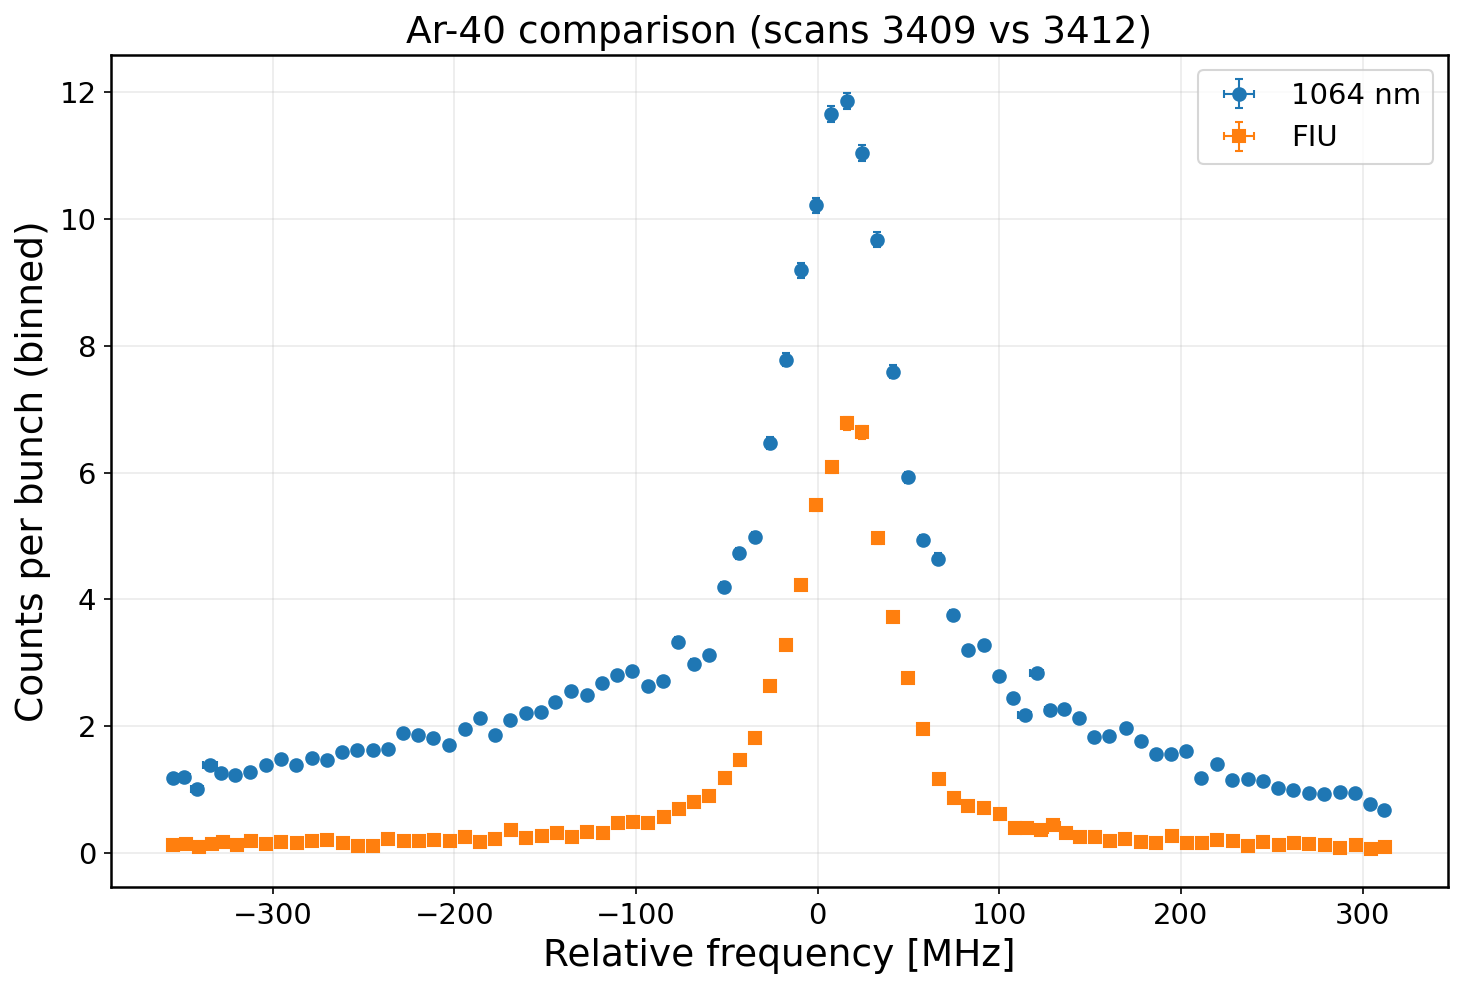 Ar-40 comparison (scans 3409 vs 3412)
1064 nm
FIU
Counts per bunch (binned)
12
10
8
6
4
2
0
−300
−200
−100
0
100
200
300
Relative frequency [MHz]